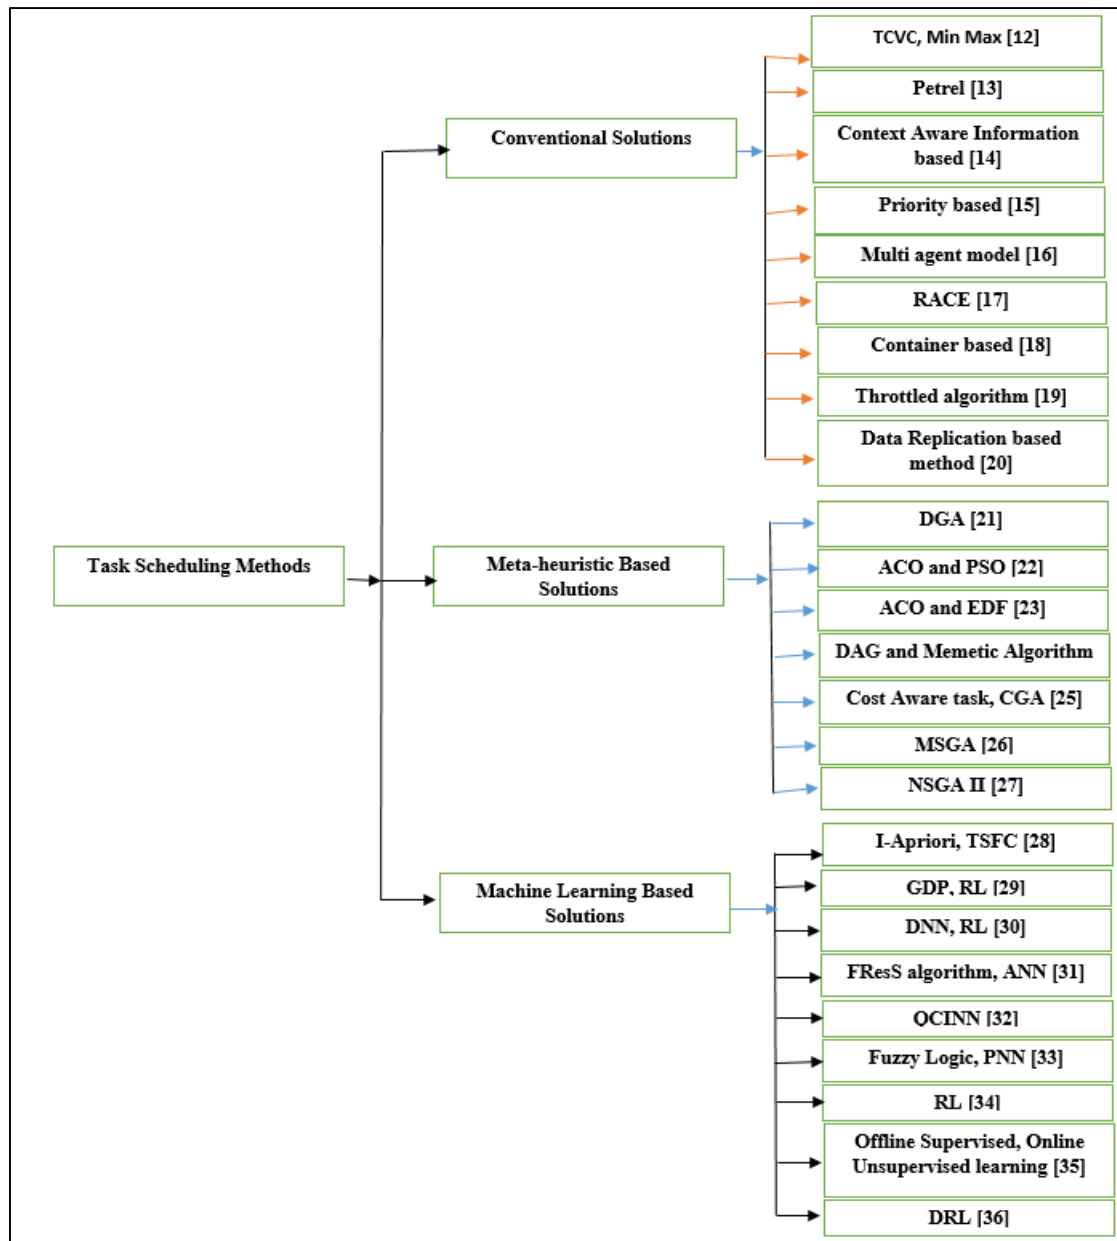 TCVC, Min Max [12]
Petrel [13]
Context Aware Information
based [14]
Conventional Solutions
Priority based [15]
Multi agent model [16]
RACE [17]
Container based [18]
Throttled algorithm [19]
Data Replication based
method [20]
Task Scheduling Methods
Meta-heuristic Based
Solutions
DGA [21]
ACO and PSO [22]
ACO and EDF [23]
DAG and Memetic Algorithm
Cost Aware task, CGA [25]
MSGA [26]
NSGA II [27]
Machine Learning Based
Solutions
I-Apriori, TSFC [28]
GDP, RL [29]
DNN, RL [30]
FResS algorithm, ANN [31]
QCINN [32]
Fuzzy Logic, PNN [33]
RL [34]
Offline Supervised, Online
Unsupervised learning [35]
DRL [36]